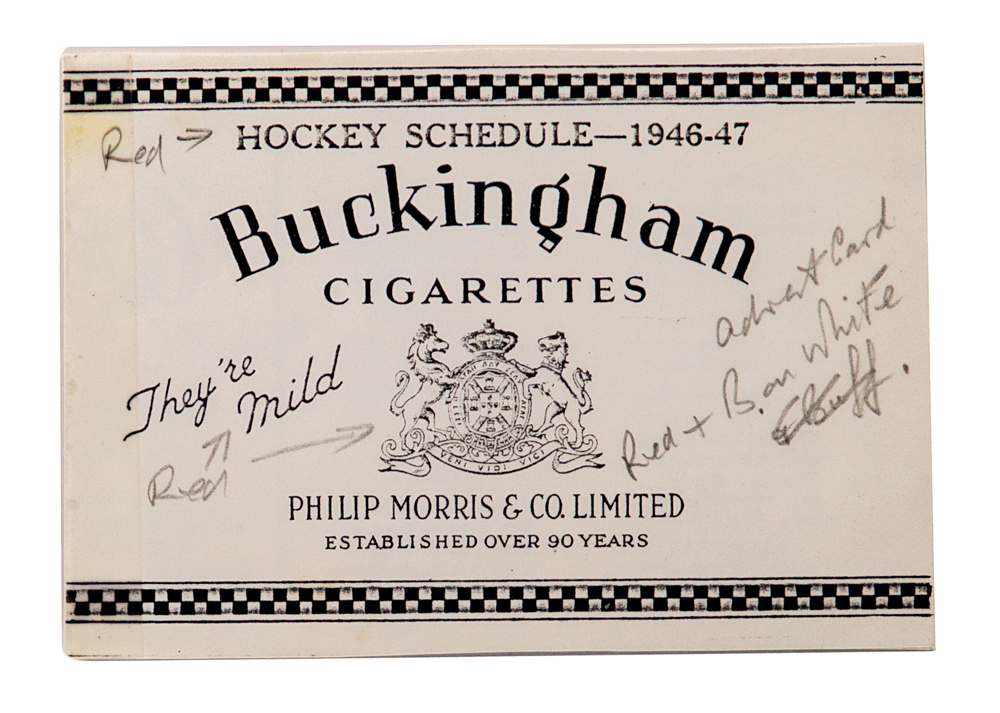 Red → HOCKEY SCHEDULE—1946-47
Buckingham
CIGARETTES
They're
Mild
Red
advert Card
Red + B. on White
Buff.
VENI VIDI VICI
PHILIP MORRIS & CO. LIMITED
ESTABLISHED OVER 90 YEARS